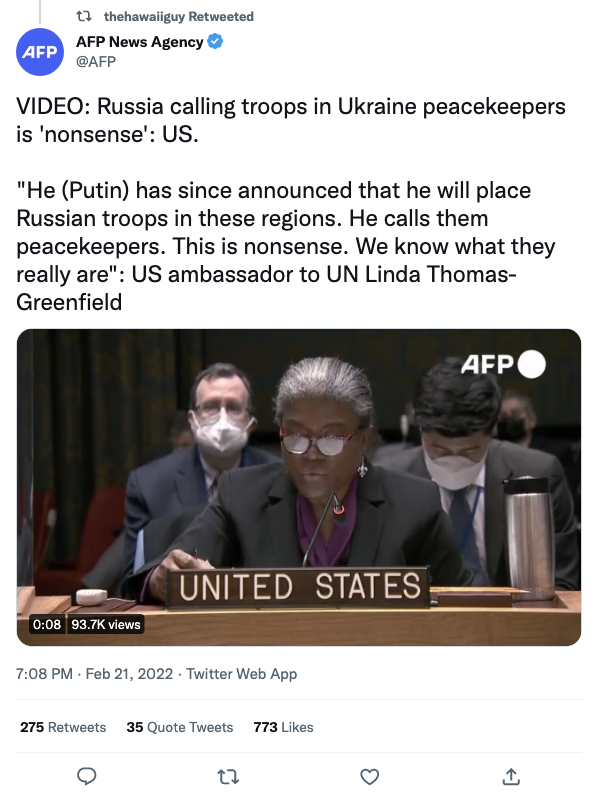 thehawaiiguy Retweeted
AFP
AFP News Agency
@AFP
VIDEO: Russia calling troops in Ukraine peacekeepers
is 'nonsense': US.
"He (Putin) has since announced that he will place
Russian troops in these regions. He calls them
peacekeepers. This is nonsense. We know what they
really are": US ambassador to UN Linda Thomas-
Greenfield
AFP
UNITED STATES
0:08 93.7K views
7:08 PM · Feb 21, 2022 · Twitter Web App
275 Retweets 35 Quote Tweets 773 Likes